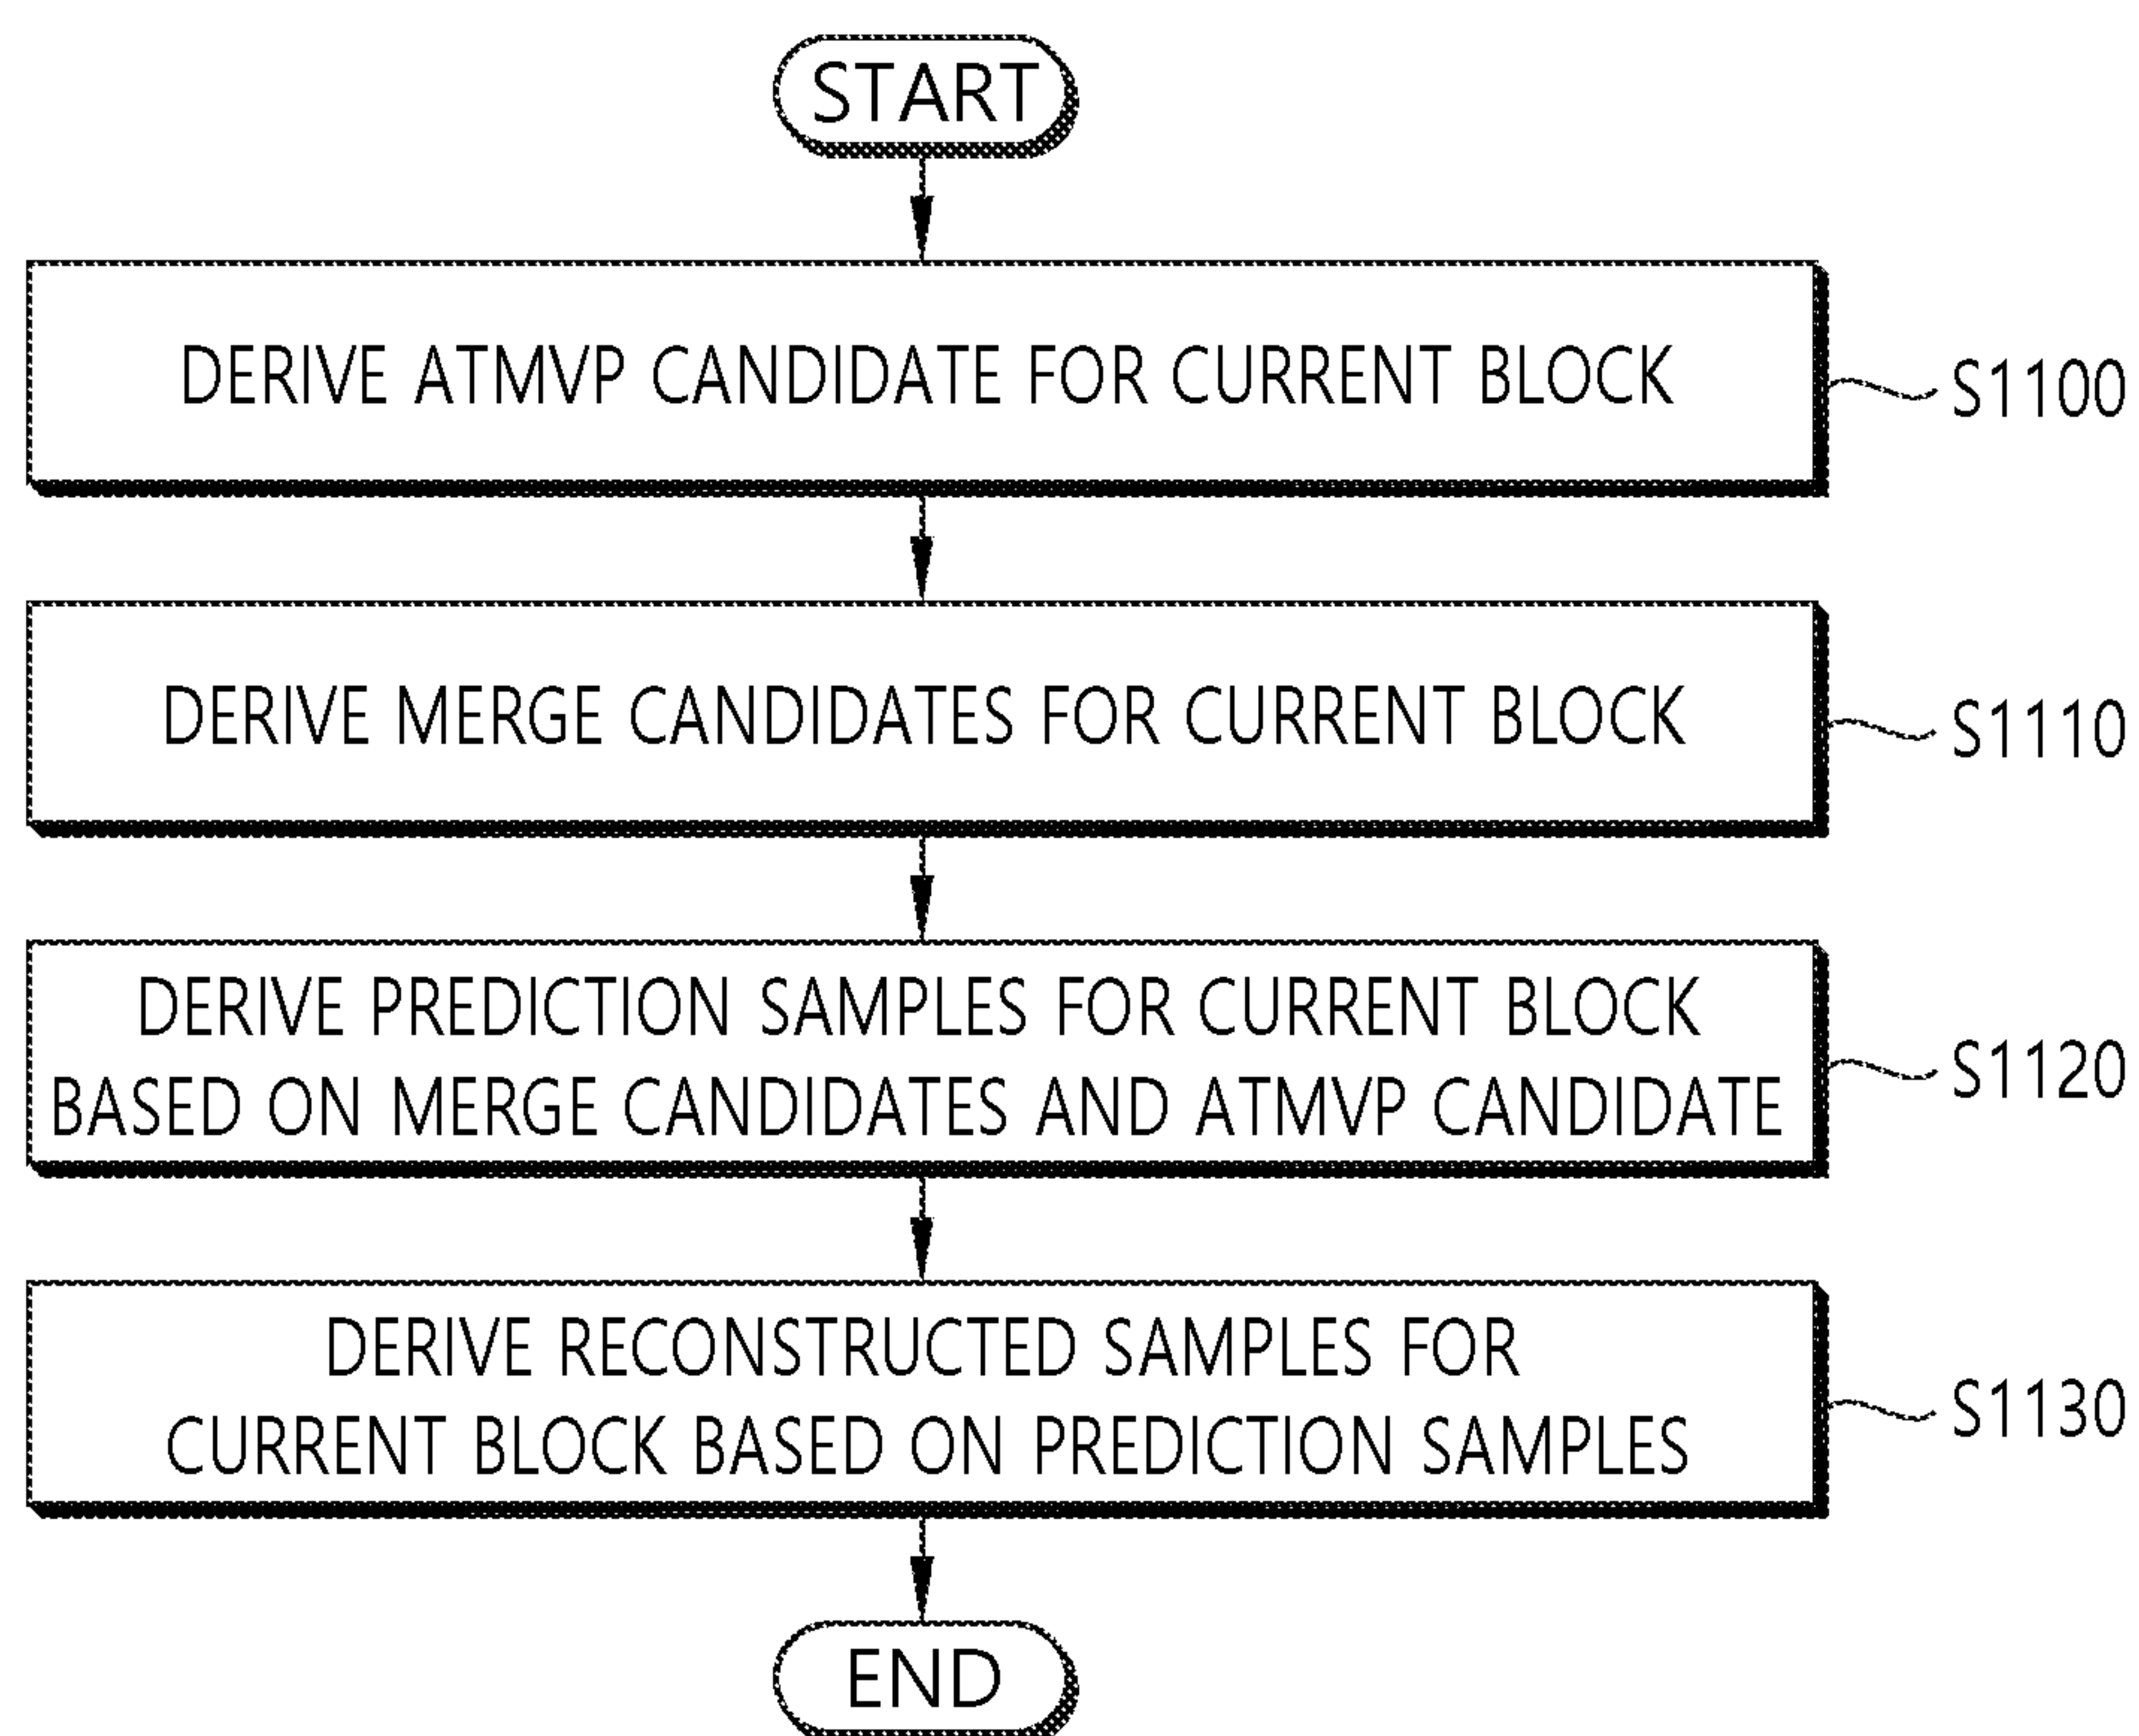 START
DERIVE ATMVP CANDIDATE FOR CURRENT BLOCK
S1100
DERIVE MERGE CANDIDATES FOR CURRENT BLOCK
S1110
DERIVE PREDICTION SAMPLES FOR CURRENT BLOCK
BASED ON MERGE CANDIDATES AND ATMVP CANDIDATE
S1120
DERIVE RECONSTRUCTED SAMPLES FOR
CURRENT BLOCK BASED ON PREDICTION SAMPLES
S1130
END